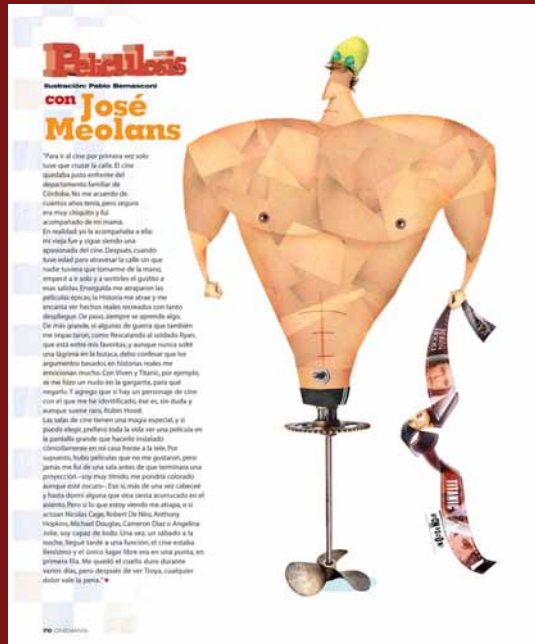 Peliculosis
Ilustración: Pablo Bernasconi
con José
Meolans
"Para ir al cine por primera vez solo
tuve que cruzar la calle. El cine
quedaba justo enfrente del
departamento familiar de
Córdoba. No me acuerdo de
cuántos años tenía, pero seguro
era muy chiquito y fui
acompañado de mi mamá.
En realidad, yo la acompañaba a ella:
mi vieja fue y sigue siendo una
apasionada del cine. Después, cuando
tuve edad para atravesar la calle sin que
nadie tuviera que tomarme de la mano,
empecé a ir solo y a sentirles el gustito a
esas salidas. Enseguida me atraparon las
películas épicas; la Historia me atrae y me
encanta ver hechos reales recreados con tanto
despliegue. De paso, siempre se aprende algo.
De más grande, vi algunas de guerra que también
me impactaron, como Rescatando al soldado Ryan,
que está entre mis favoritas; y aunque nunca solté
una lágrima en la butaca, debo confesar que los
argumentos basados en historias reales me
emocionan mucho. Con Viven y Titanic, por ejemplo,
se me hizo un nudo en la garganta, para qué
negarlo. Y agrego que si hay un personaje de cine
con el que me he identificado, ése es, sin duda y
aunque suene raro, Robin Hood.
Las salas de cine tienen una magia especial, y si
puedo elegir, prefiero toda la vida ver una película en
la pantalla grande que hacerlo instalado
cómodamente en mi casa frente a la tele. Por
supuesto, hubo películas que no me gustaron, pero
jamás me fui de una sala antes de que terminara una
proyección –soy muy tímido, me pondría colorado
aunque esté oscuro–. Eso sí, más de una vez cabeceé
y hasta dormí alguna que otra siesta acurrucado en el
asiento. Pero si lo que estoy viendo me atrapa, o si
actúan Nicolas Cage, Robert De Niro, Anthony
Hopkins, Michael Douglas, Cameron Diaz o Angelina
Jolie, soy capaz de todo. Una vez, un sábado a la
noche, llegué tarde a una función; el cine estaba
llenísimo y el único lugar libre era en una punta, en
primera fila. Me quedó el cuello duro durante
varios días, pero después de ver Troya, cualquier
dolor vale la pena."
TITANIC
110 CINEMANÍA